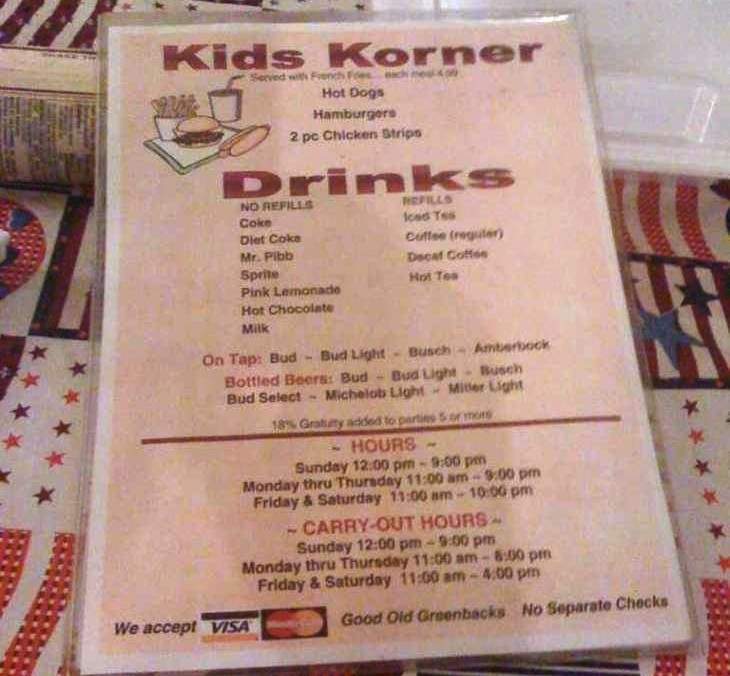 Kids Korner
Served with French Fries... each meal 4.99
Hot Dogs
Hamburgers
2 pc Chicken Strips
Drinks
NO REFILLS
Coke
Diet Coke
Mr. Pibb
Sprite
Pink Lemonade
Hot Chocolate
Milk
REFILLS
Iced Tea
Coffee (reguler)
Decaf Coffee
Hot Tea
On Tap: Bud ~ Bud Light ~ Busch ~ Amberbock
Bottled Beers: Bud ~ Bud Light ~ Busch
Bud Select ~ Michelob Light ~ Miller Light
18% Gratuity added to parties 5 or more
~ HOURS ~
Sunday 12:00 pm - 9:00 pm
Monday thru Thursday 11:00 am - 9:00 pm
Friday & Saturday 11:00 am - 10:00 pm
~ CARRY-OUT HOURS ~
Sunday 12:00 pm - 9:00 pm
Monday thru Thursday 11:00 am - 8:00 pm
Friday & Saturday 11:00 am - 4:00 pm
We accept VISA MasterCard Good Old Greenbacks No Separate Checks